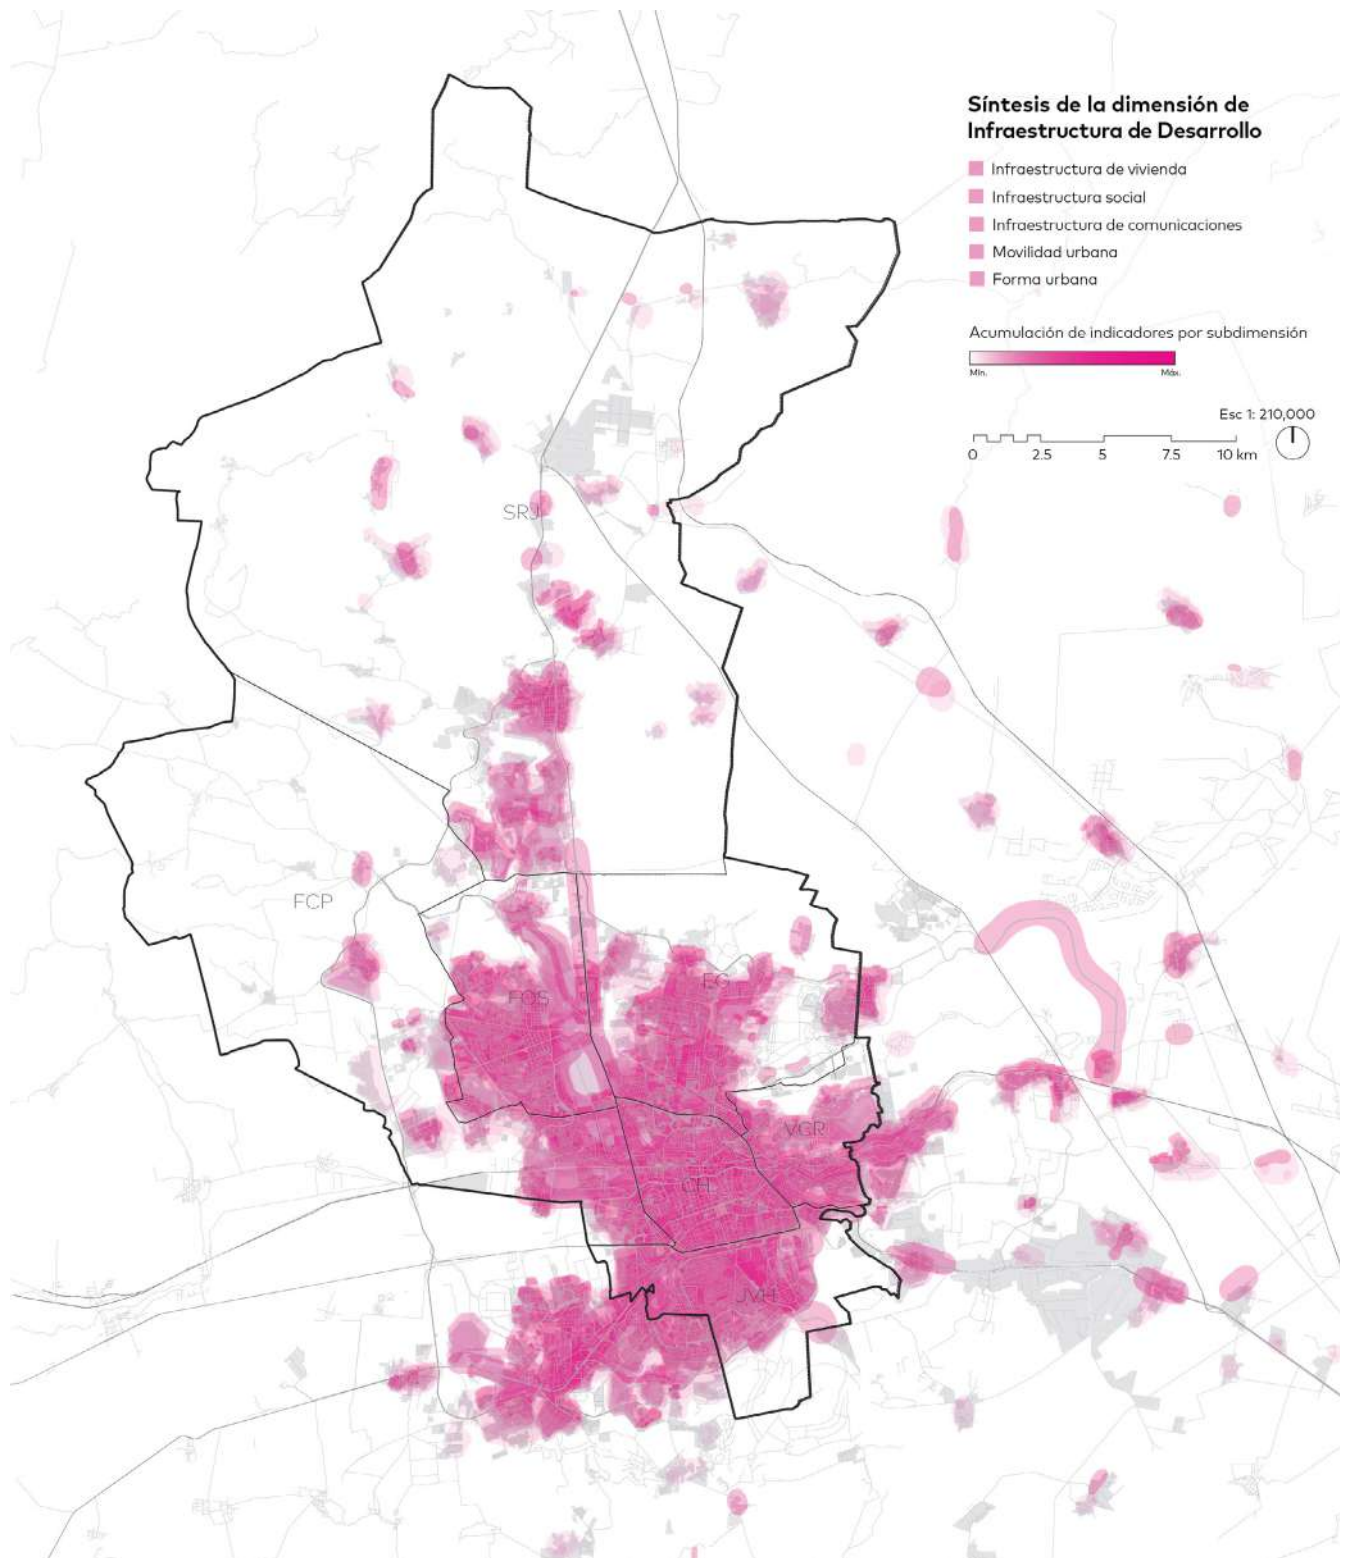 Síntesis de la dimensión de
Infraestructura de Desarrollo
Infraestructura de vivienda
Infraestructura social
Infraestructura de comunicaciones
Movilidad urbana
Forma urbana
Acumulación de indicadores por subdimensión
Mín.
Máx.
Esc 1: 210,000
0
2.5
5
7.5
10 km
SRJ
FCP
FOS
EG
VCR
CH
JVH